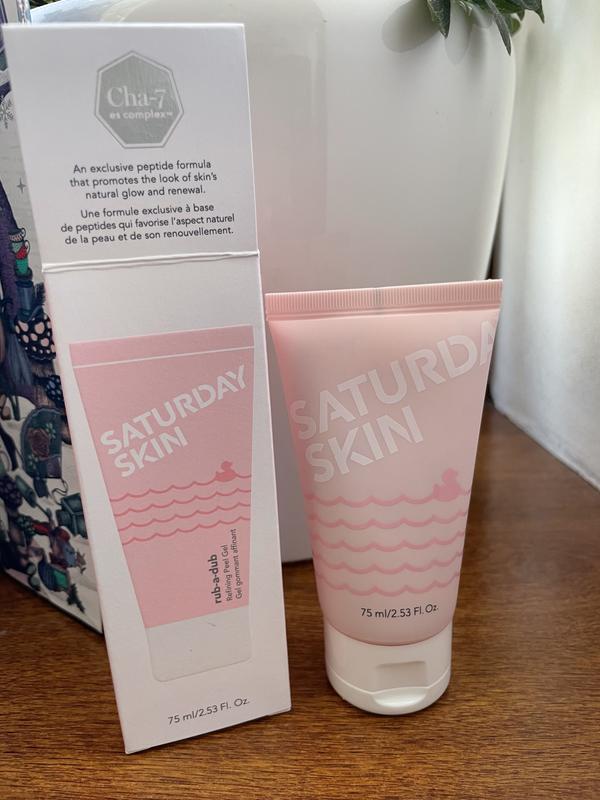 Cha-7
es complex™
An exclusive peptide formula
that promotes the look of skin's
natural glow and renewal.
Une formule exclusive à base
de peptides qui favorise l'aspect naturel
de la peau et de son renouvellement.
SATURDAY
SKIN
rub-a-dub
Refining Peel Gel
Gel gommant affinant
75 ml/2.53 Fl. Oz.
SATURDA
SKIN
75 ml/2.53 Fl. Oz.